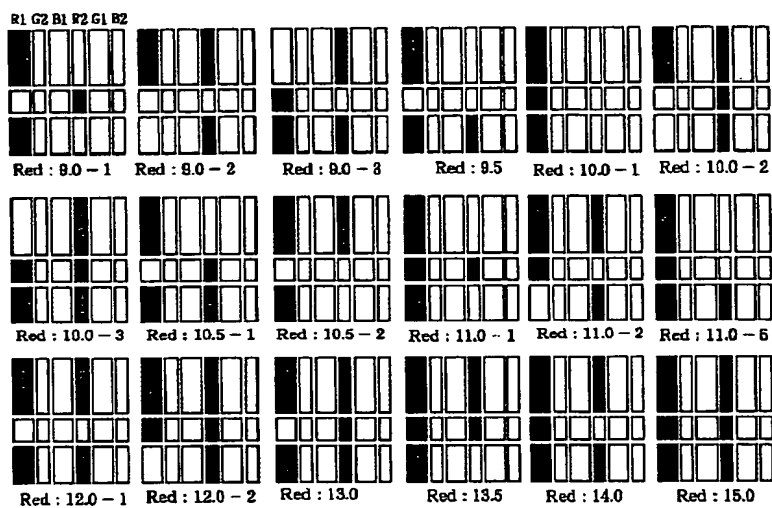 R1 G2 B1 R2 G1 B2
Red : 9.0 - 1 Red : 9.0 - 2 Red : 9.0 - 3 Red : 9.5 Red : 10.0 - 1 Red : 10.0 - 2
Red : 10.0 - 3 Red : 10.5 - 1 Red : 10.5 - 2 Red : 11.0 - 1 Red : 11.0 - 2 Red : 11.0 - 6
Red : 12.0 - 1 Red : 12.0 - 2 Red : 13.0 Red : 13.5 Red : 14.0 Red : 15.0